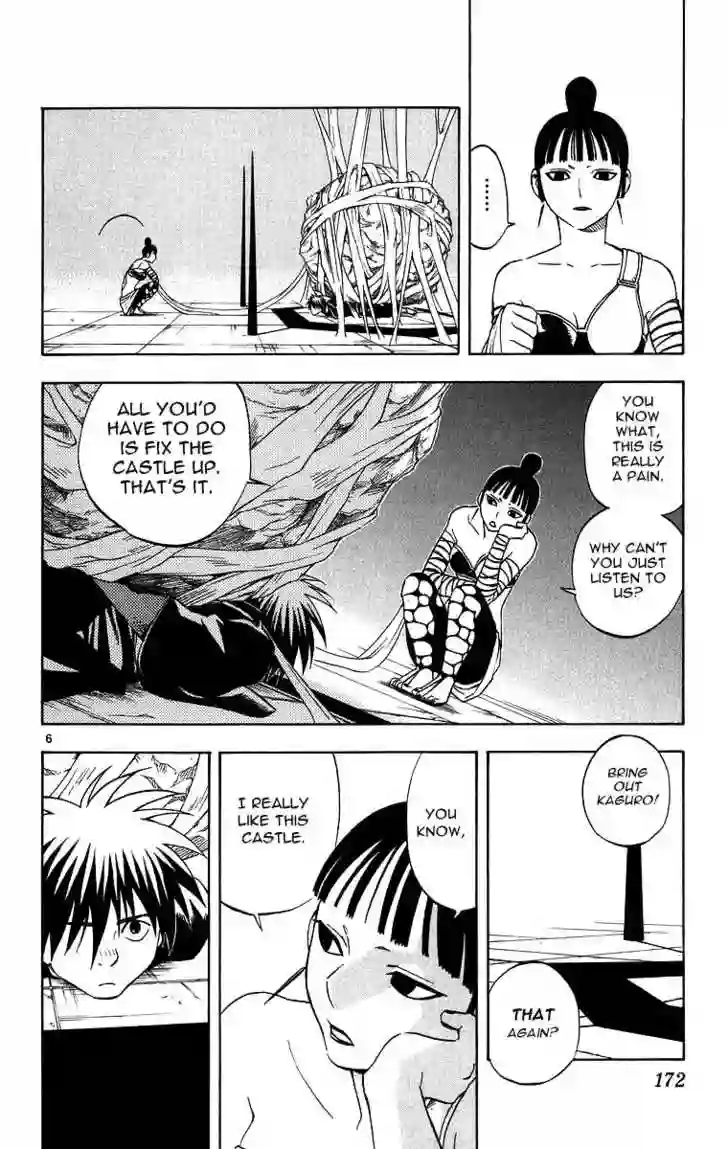 ........
YOU
KNOW
WHAT,
THIS IS
REALLY
A PAIN.
WHY CAN'T
YOU JUST
LISTEN TO
US?
ALL YOU'D
HAVE TO DO
IS FIX THE
CASTLE UP.
THAT'S IT.
6
BRING
OUT
KAGURO!
THAT
AGAIN?
YOU
KNOW,
I REALLY
LIKE THIS
CASTLE.
172